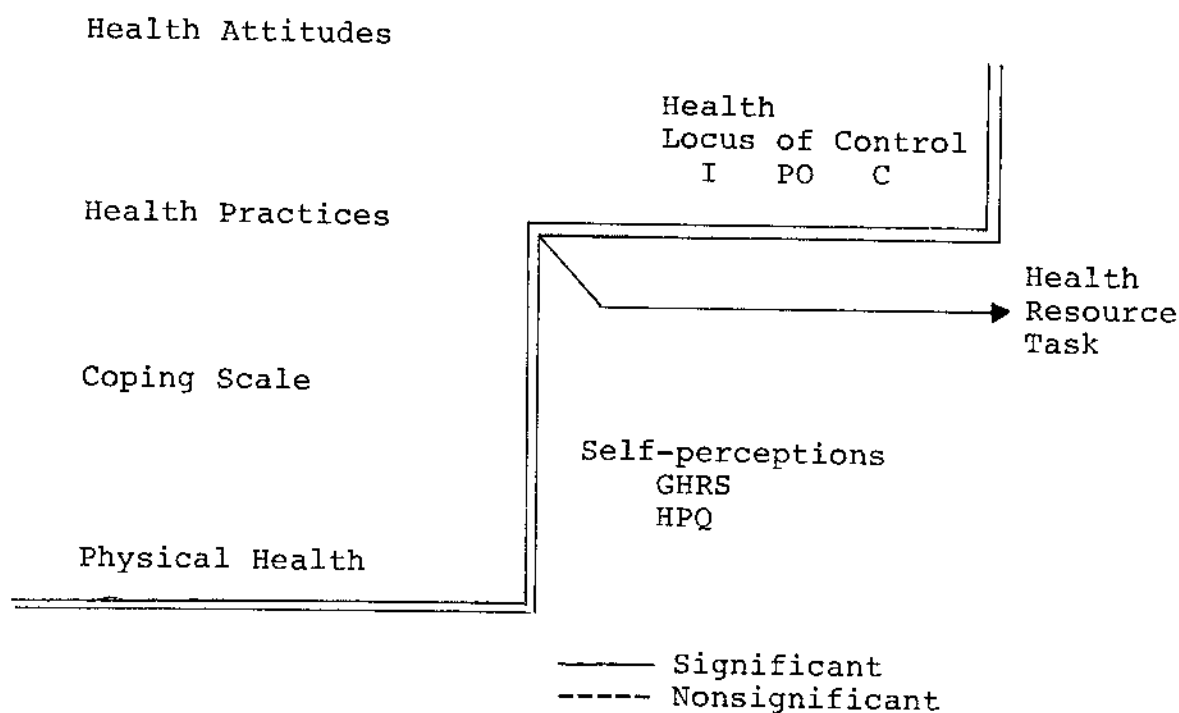 Health Attitudes
Health
Locus of Control
I PO C
Health Practices
Health
Resource
Task
Coping Scale
Self-perceptions
GHRS
HPQ
Physical Health
Significant
Nonsignificant